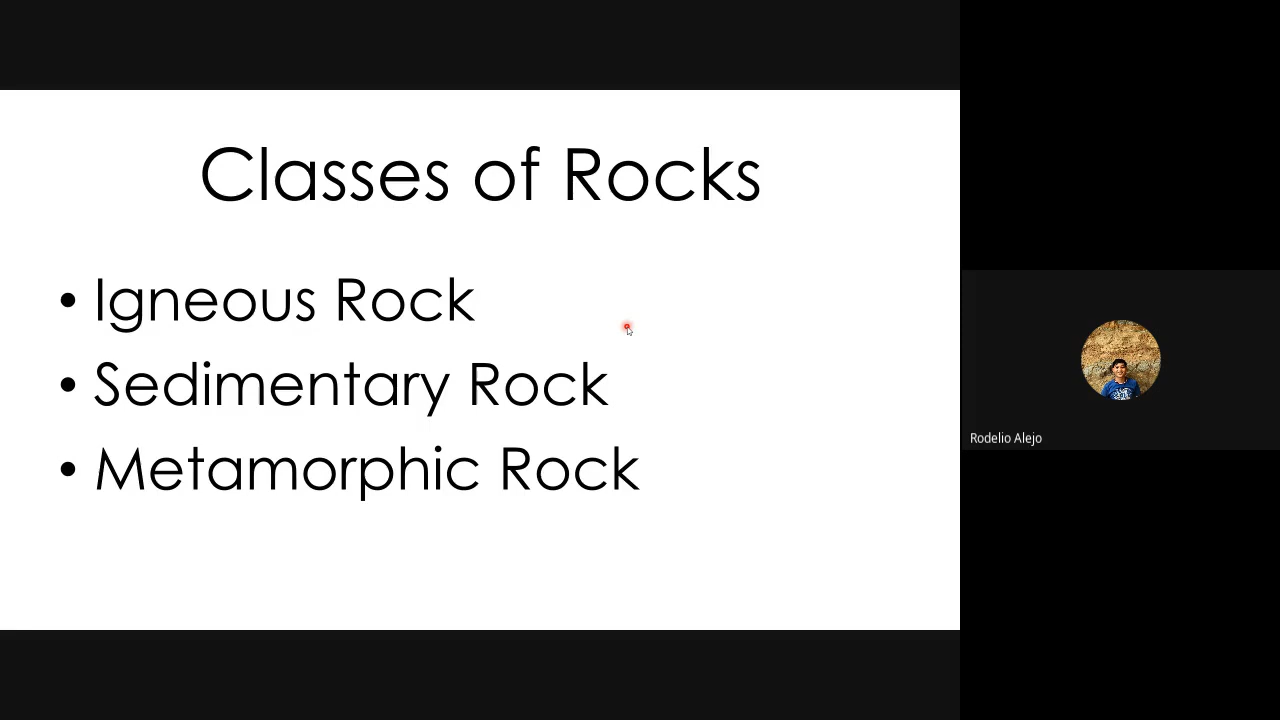 Classes of Rocks
• Igneous Rock
• Sedimentary Rock
• Metamorphic Rock
Rodelio Alejo